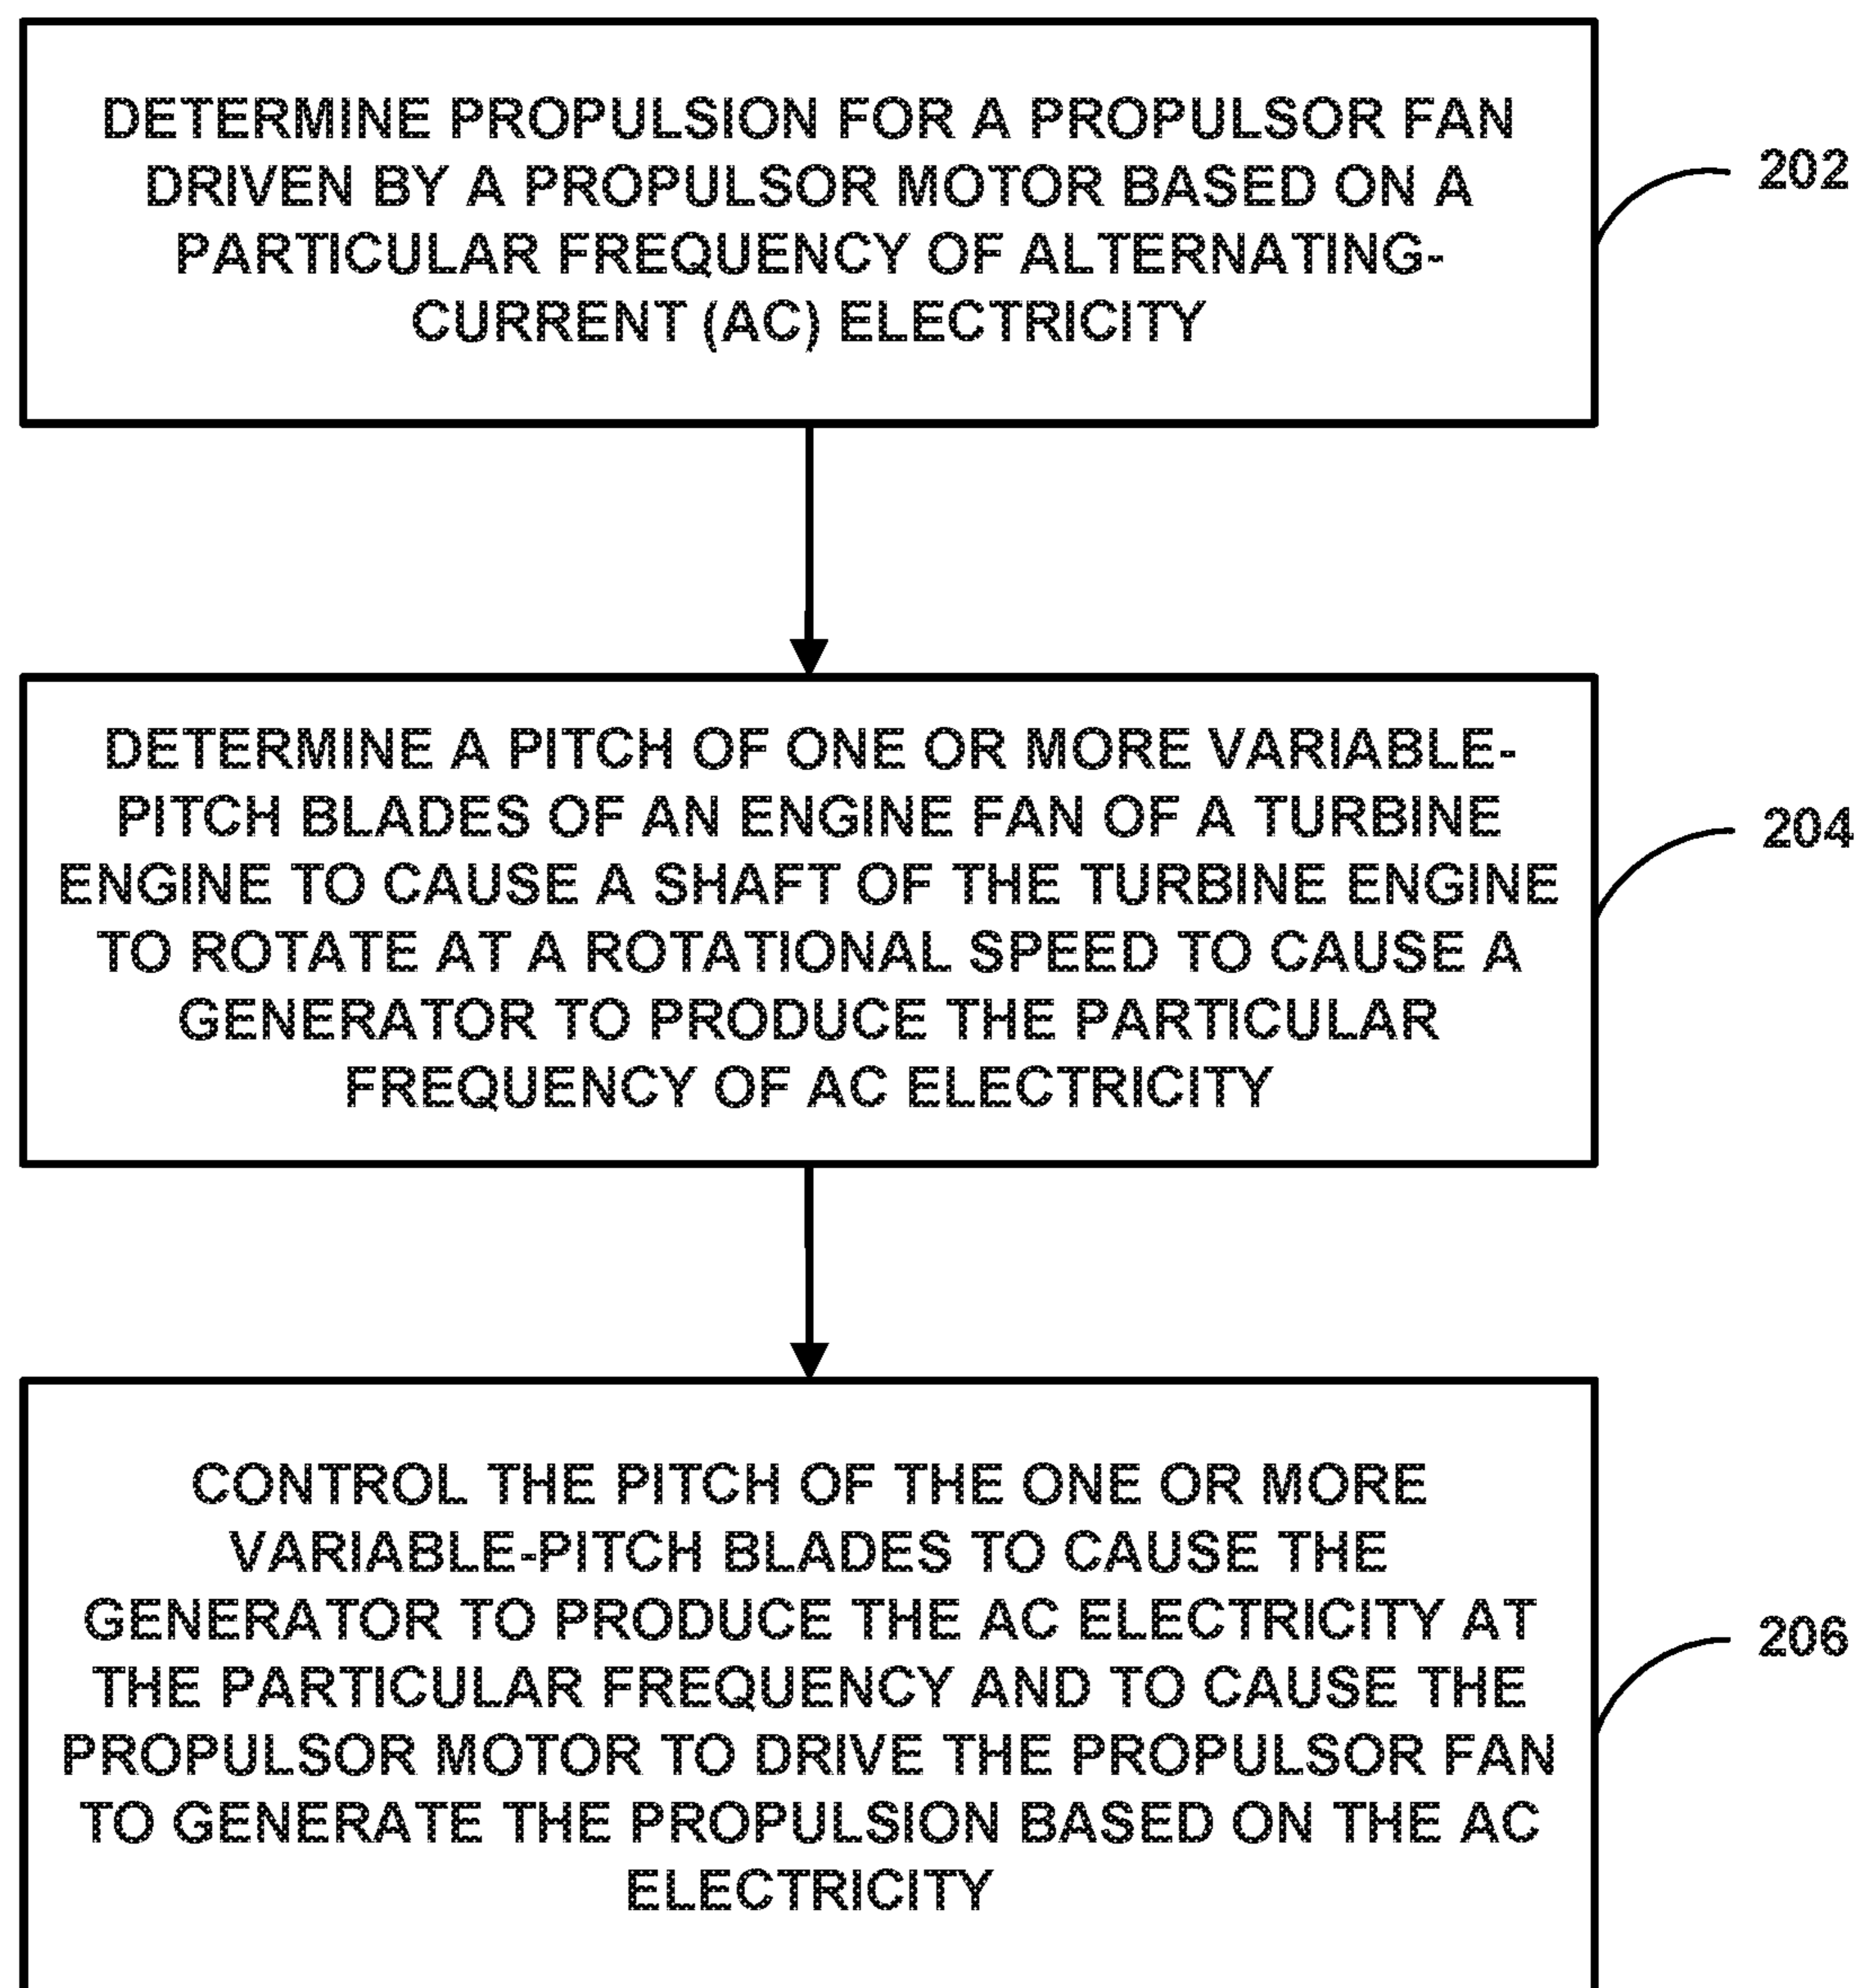 DETERMINE PROPULSION FOR A PROPULSOR FAN
DRIVEN BY A PROPULSOR MOTOR BASED ON A
PARTICULAR FREQUENCY OF ALTERNATING-
CURRENT (AC) ELECTRICITY
202
DETERMINE A PITCH OF ONE OR MORE VARIABLE-
PITCH BLADES OF AN ENGINE FAN OF A TURBINE
ENGINE TO CAUSE A SHAFT OF THE TURBINE ENGINE
TO ROTATE AT A ROTATIONAL SPEED TO CAUSE A
GENERATOR TO PRODUCE THE PARTICULAR
FREQUENCY OF AC ELECTRICITY
204
CONTROL THE PITCH OF THE ONE OR MORE
VARIABLE-PITCH BLADES TO CAUSE THE
GENERATOR TO PRODUCE THE AC ELECTRICITY AT
THE PARTICULAR FREQUENCY AND TO CAUSE THE
PROPULSOR MOTOR TO DRIVE THE PROPULSOR FAN
TO GENERATE THE PROPULSION BASED ON THE AC
ELECTRICITY
206